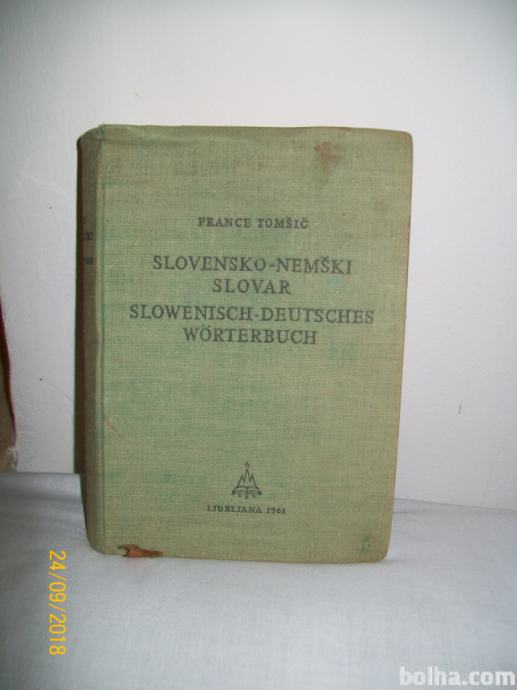 FRANCE TOMŠIČ
SLOVENSKO-NEMŠKI
SLOVAR
SLOWENISCH-DEUTSCHES
WÖRTERBUCH
LJUBLJANA 1961
24/09/2018
bolha.com